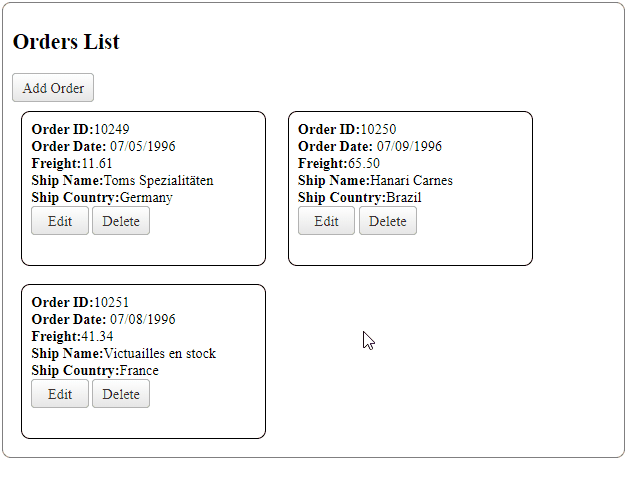 Orders List
Add Order
Order ID:10249
Order Date: 07/05/1996
Freight:11.61
Ship Name:Toms Spezialitäten
Ship Country:Germany
Edit Delete
Order ID:10250
Order Date: 07/09/1996
Freight:65.50
Ship Name:Hanari Carnes
Ship Country:Brazil
Edit Delete
Order ID:10251
Order Date: 07/08/1996
Freight:41.34
Ship Name:Victuailles en stock
Ship Country:France
Edit Delete